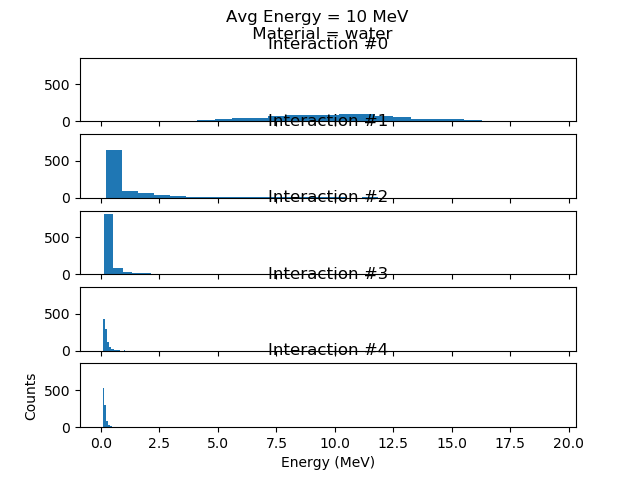 Avg Energy = 10 MeV
Material = water
Interaction #0
500
0
Interaction #1
500
0
Interaction #2
500
0
Interaction #3
500
0
Interaction #4
500
0
Counts
0.0 2.5 5.0 7.5 10.0 12.5 15.0 17.5 20.0
Energy (MeV)